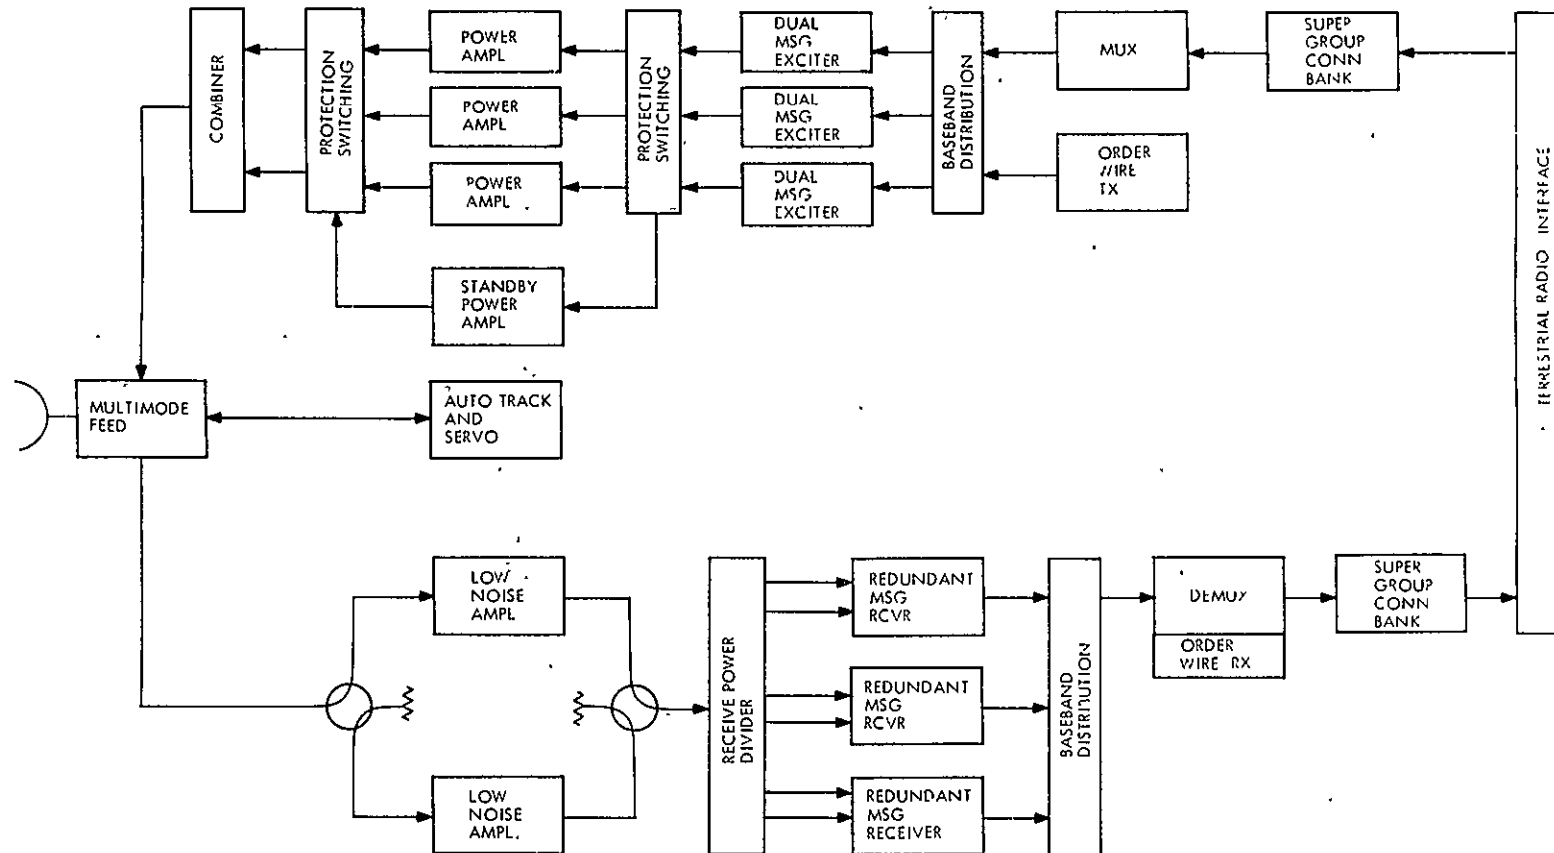 COMBINER
PROTECTION
SWITCHING
POWER
AMPL
POWER
AMPL
POWER
AMPL
STANDBY
POWER
AMPL
PROTECTION
SWITCHING
DUAL
MSG
EXCITER
DUAL
MSG
EXCITER
DUAL
MSG
EXCITER
BASEBAND
DISTRIBUTION
MUX
ORDER
WIRE
TX
SUPER
GROUP
CONN
BANK
TERRESTRIAL RADIO INTERFACE
MULTIMODE
FEED
AUTO TRACK
AND
SERVO
LOW
NOISE
AMPL.
LOW
NOISE
AMPL.
RECEIVE POWER
DIVIDER
REDUNDANT
MSG
RCVR
REDUNDANT
MSG
RCVR
REDUNDANT
MSG
RECEIVER
BASEBAND
DISTRIBUTION
DEMUX
ORDER
WIRE RX
SUPER
GROUP
CONN
BANK